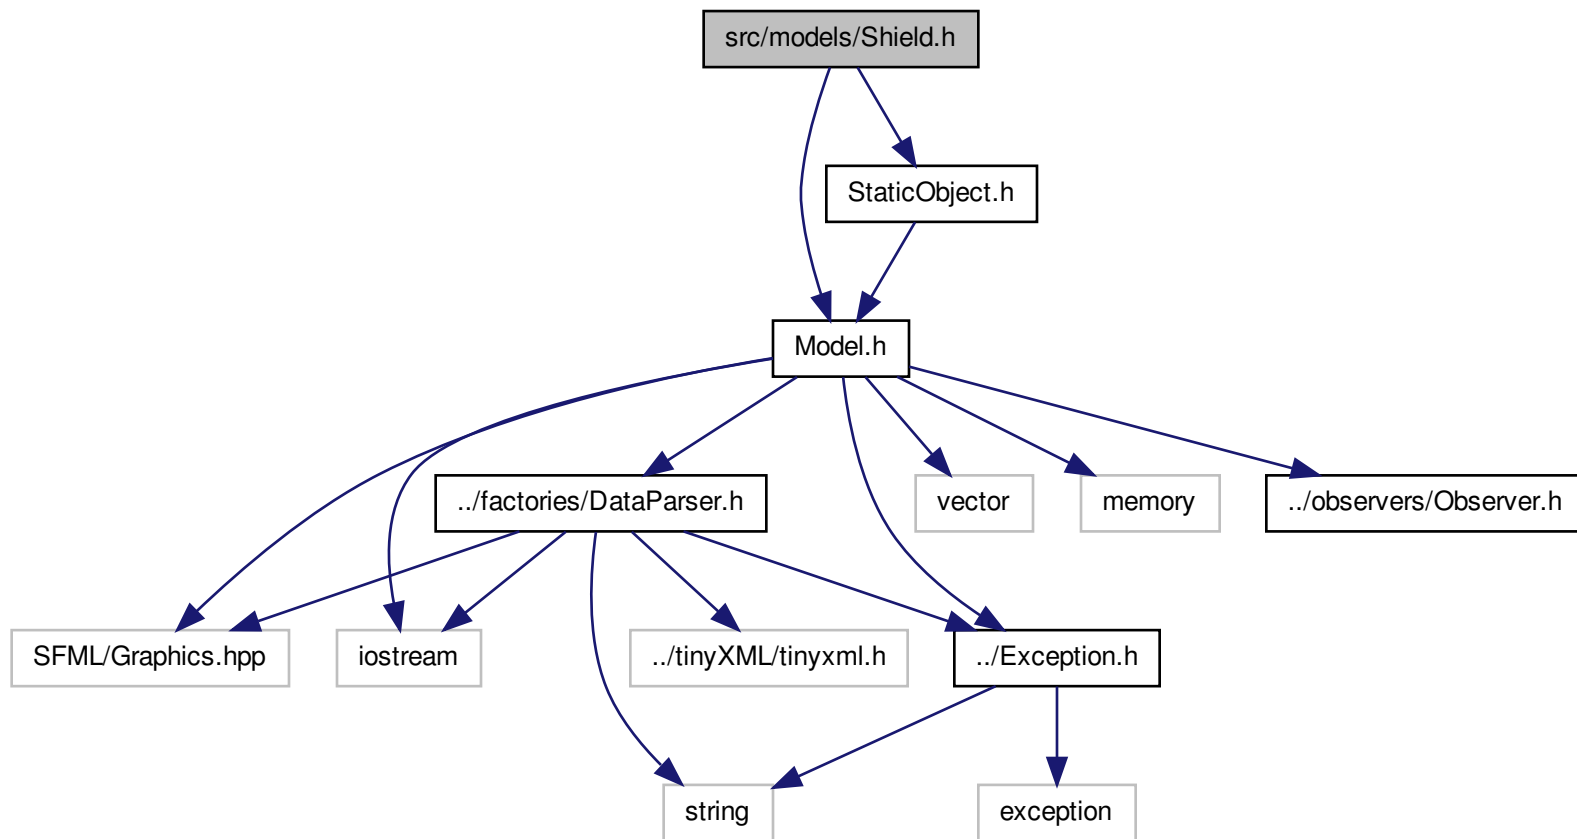 src/models/Shield.h
StaticObject.h
Model.h
../factories/DataParser.h
vector
memory
../observers/Observer.h
SFML/Graphics.hpp
iostream
../tinyXML/tinyxml.h
../Exception.h
string
exception